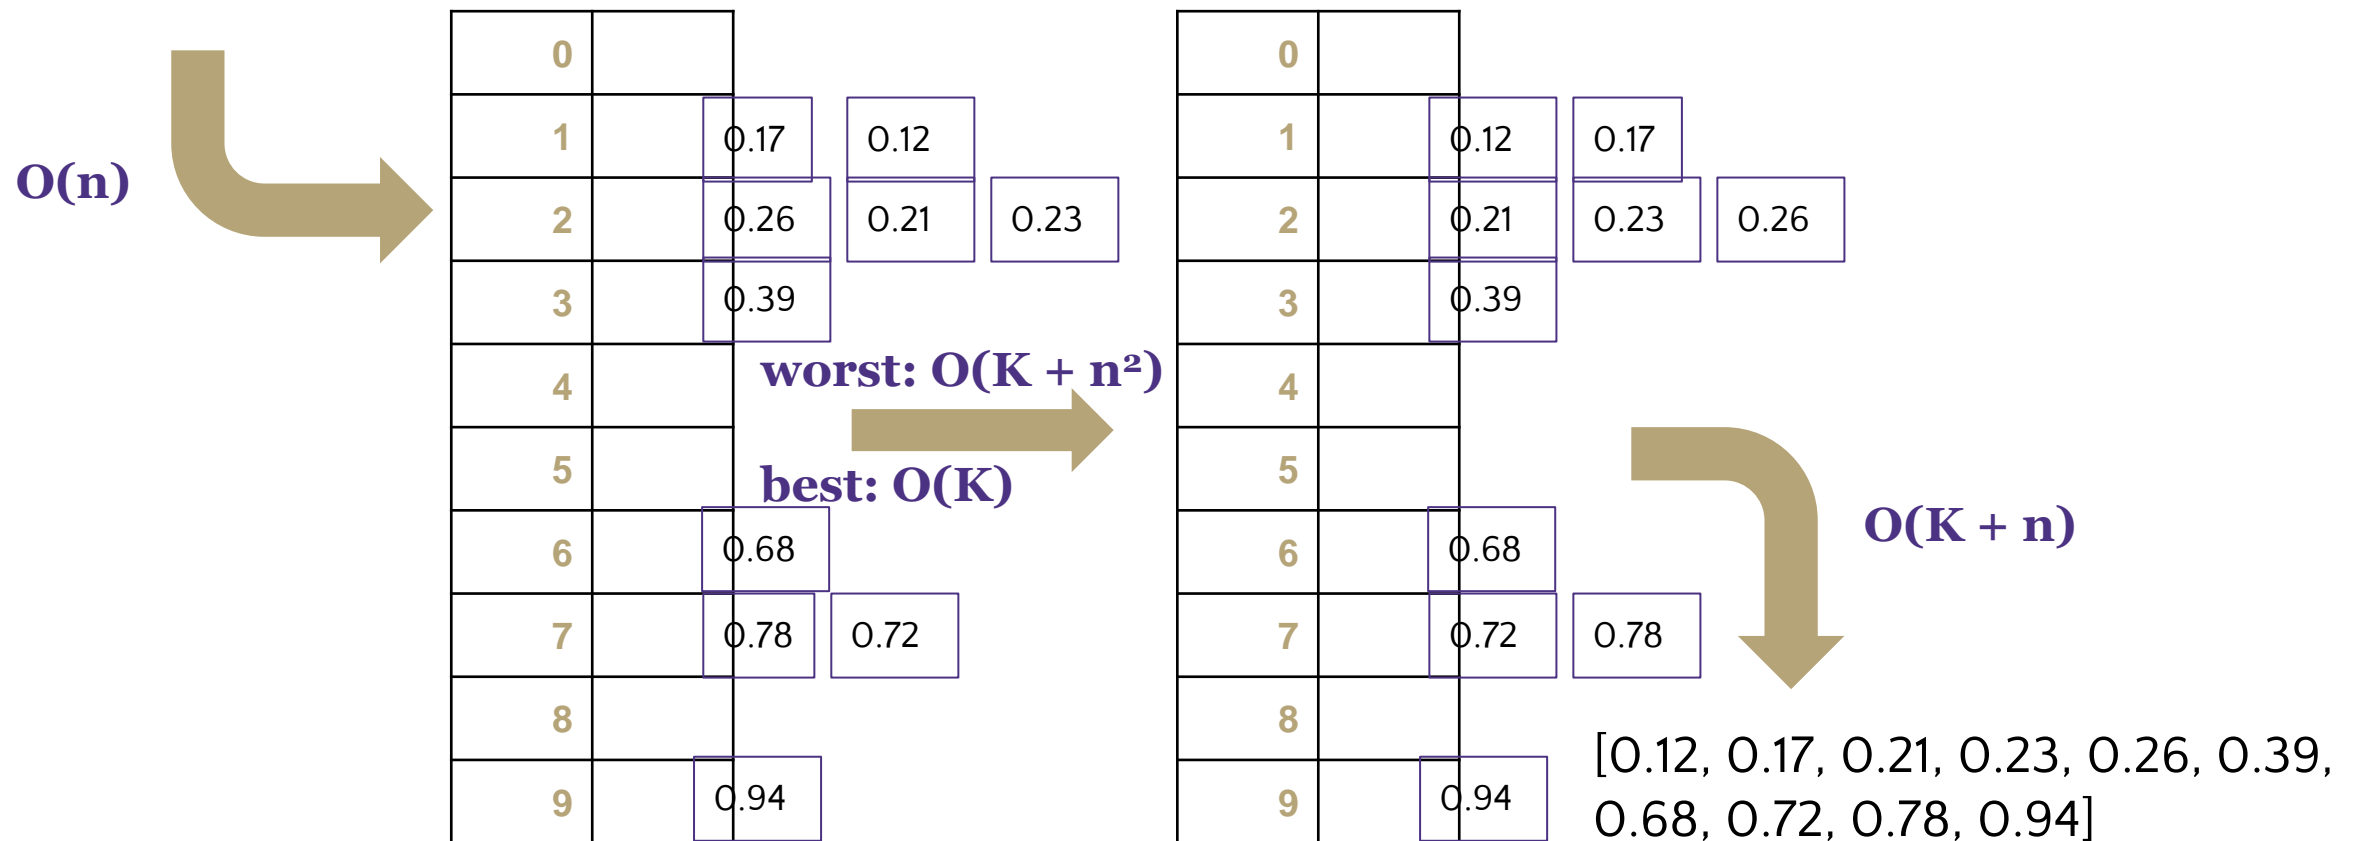 O(n)
0
1 0.17 0.12
2 0.26 0.21 0.23
3 0.39
4
5
6 0.68
7 0.78 0.72
8
9 0.94
worst: O(K + n²)
best: O(K)
0
1 0.12 0.17
2 0.21 0.23 0.26
3 0.39
4
5
6 0.68
7 0.72 0.78
8
9 0.94
O(K + n)
[0.12, 0.17, 0.21, 0.23, 0.26, 0.39,
0.68, 0.72, 0.78, 0.94]